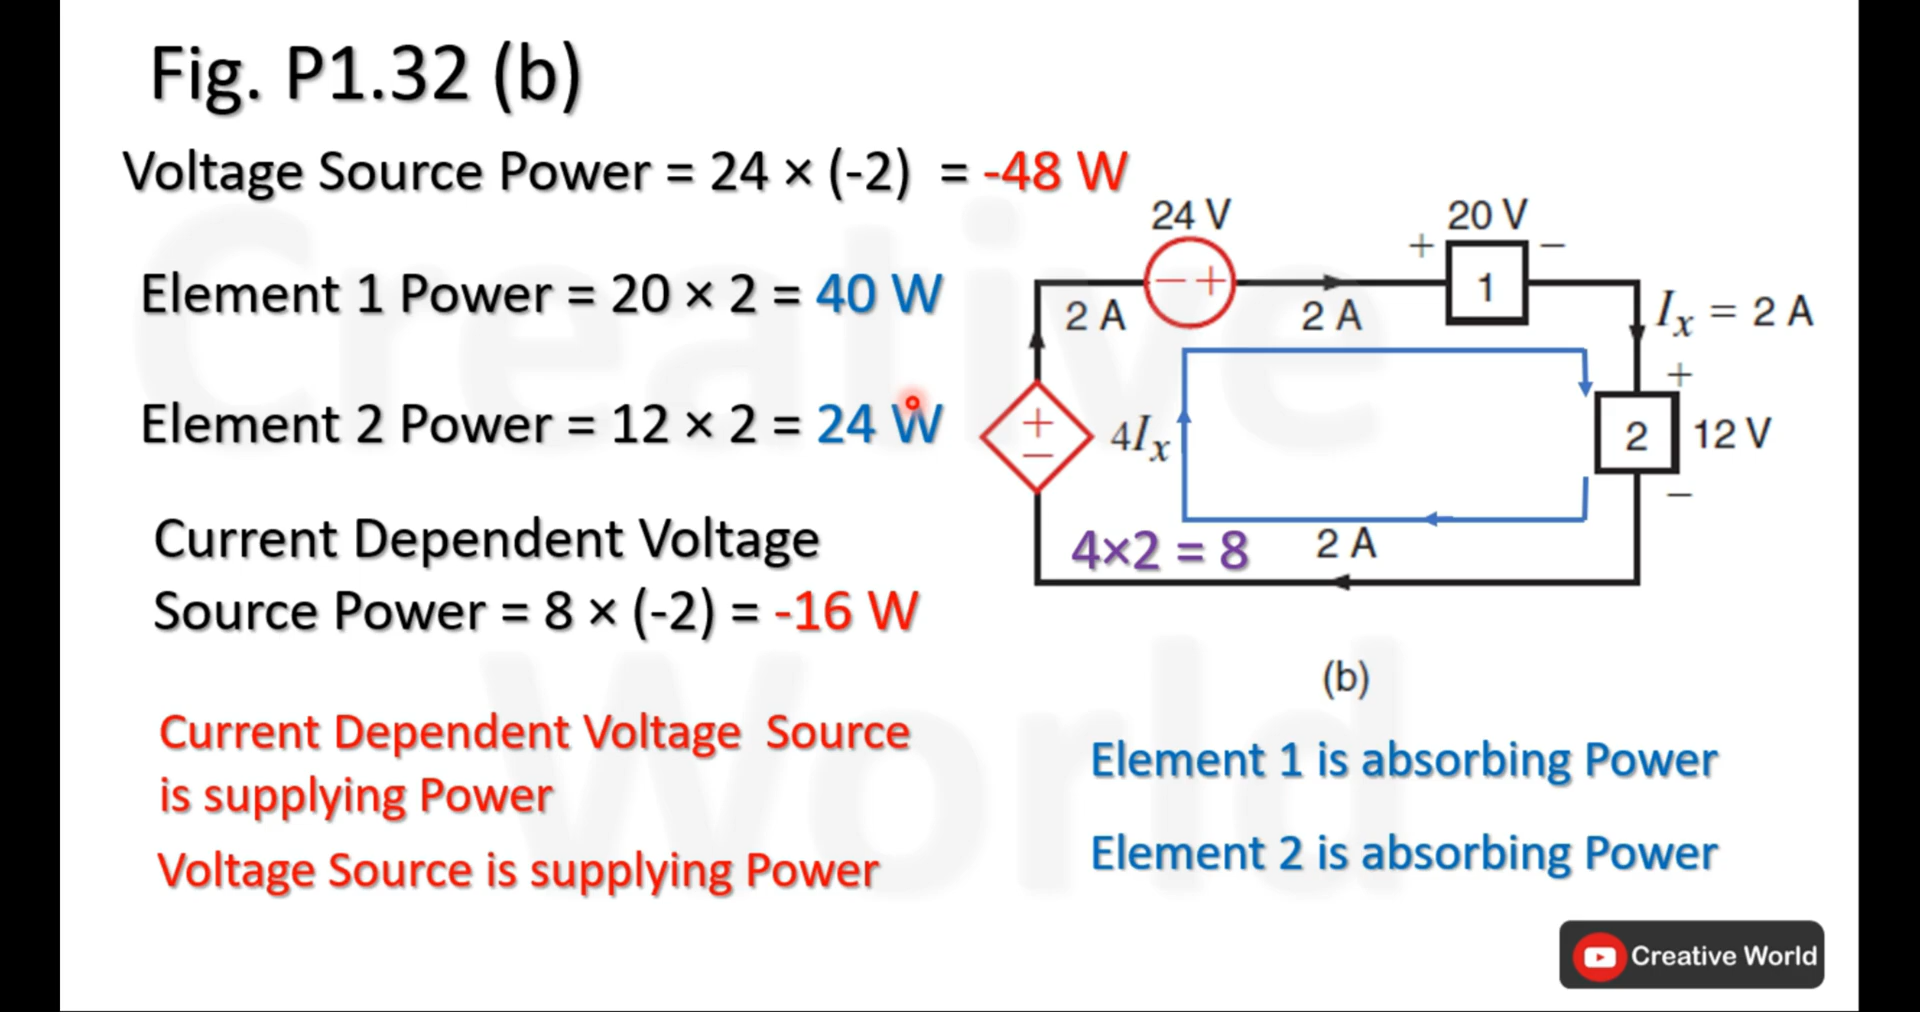 Fig. P1.32 (b)
Voltage Source Power = 24 × (-2) = -48 W
Element 1 Power = 20 × 2 = 40 W
Element 2 Power = 12 × 2 = 24 W
Current Dependent Voltage
Source Power = 8 × (-2) = -16 W
Current Dependent Voltage Source
is supplying Power
Voltage Source is supplying Power
24 V
20 V
− +
+ 1 −
2 A
2 A
Ix = 2 A
+
−
4Ix
+
2
12 V
−
4×2 = 8
2 A
(b)
Element 1 is absorbing Power
Element 2 is absorbing Power
Creative
World
Creative World